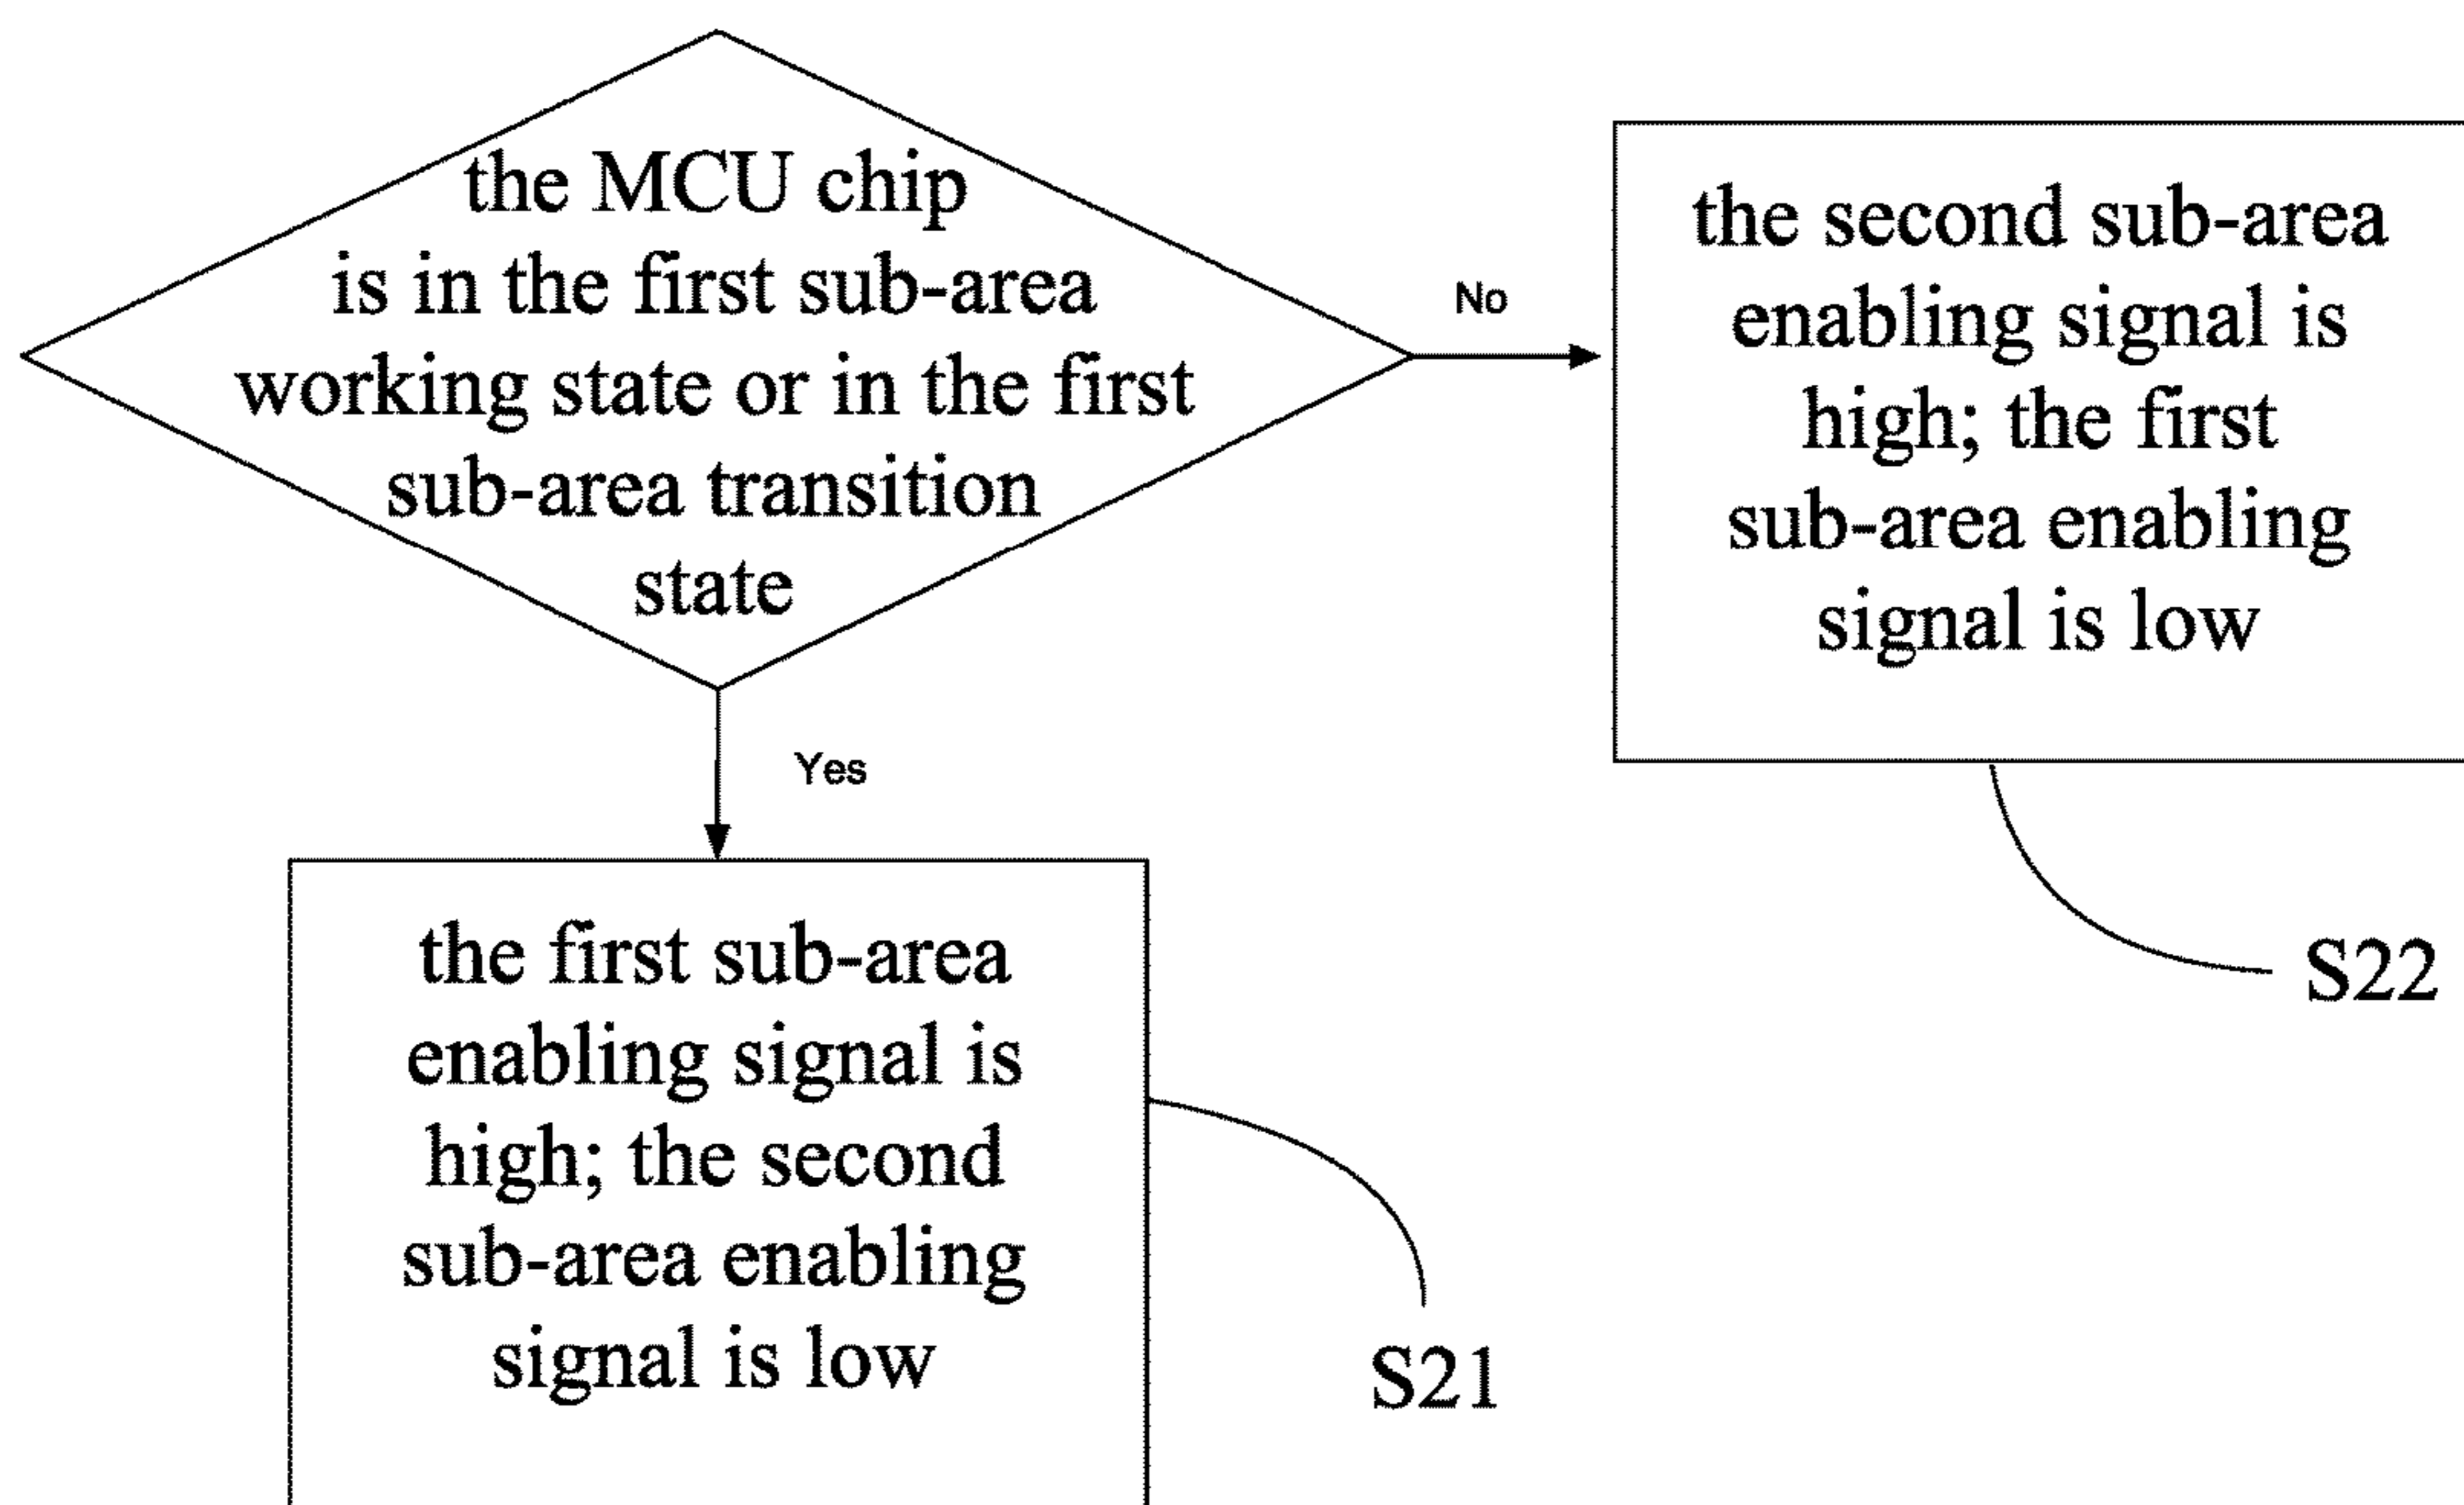 the MCU chip
is in the first sub-area
working state or in the first
sub-area transition
state
No
the second sub-area
enabling signal is
high; the first
sub-area enabling
signal is low
Yes
S22
the first sub-area
enabling signal is
high; the second
sub-area enabling
signal is low
S21